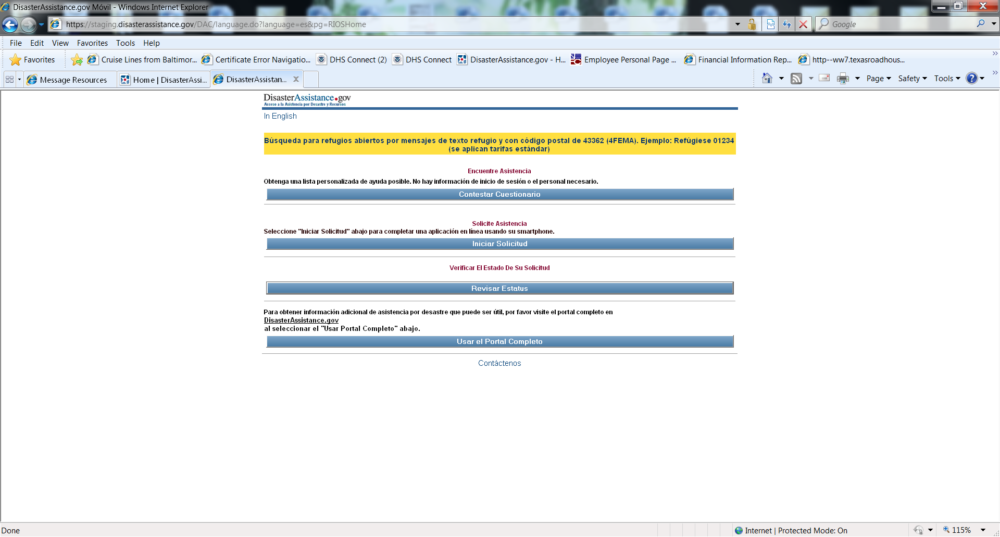 DisasterAssistance.gov Móvil - Windows Internet Explorer
https://staging.disasterassistance.gov/DAC/language.do?language=es&pg=RIOSHome
Google
File Edit View Favorites Tools Help
Favorites Cruise Lines from Baltimor... Certificate Error Navigatio... DHS Connect (2) DHS Connect DisasterAssistance.gov - H... Employee Personal Page ... Financial Information Rep... http--ww7.texasroadhous...
Message Resources Home | DisasterAssi... DisasterAssistan... Page Safety Tools
DisasterAssistance.gov
Acceso a la Asistencia por Desastre y Recursos
In English
Búsqueda para refugios abiertos por mensajes de texto refugio y con código postal de 43362 (4FEMA). Ejemplo: Refúgiese 01234
(se aplican tarifas estándar)
Encuentre Asistencia
Obtenga una lista personalizada de ayuda posible. No hay información de inicio de sesión o el personal necesario.
Contestar Cuestionario
Solicite Asistencia
Seleccione "Iniciar Solicitud" abajo para completar una aplicación en línea usando su smartphone.
Iniciar Solicitud
Verificar El Estado De Su Solicitud
Revisar Estatus
Para obtener información adicional de asistencia por desastre que puede ser útil, por favor visite el portal completo en
DisasterAssistance.gov
al seleccionar el "Usar Portal Completo" abajo.
Usar el Portal Completo
Contáctenos
Done Internet | Protected Mode: On 115%